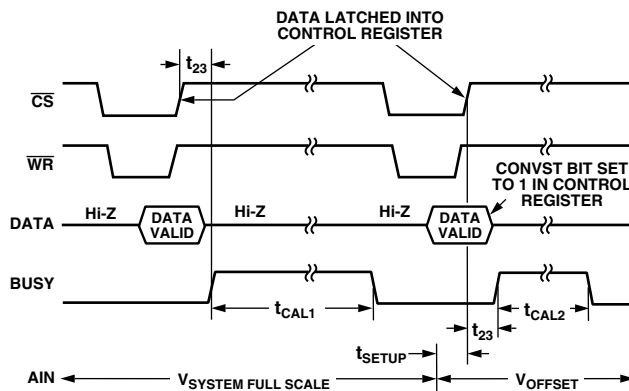 DATA LATCHED INTO
CONTROL REGISTER
t23
CS
WR
CONVST BIT SET
TO 1 IN CONTROL
REGISTER
DATA
Hi-Z
DATA
VALID
Hi-Z
Hi-Z
DATA
VALID
BUSY
tCAL1
t23
tCAL2
tSETUP
AIN
VSYSTEM FULL SCALE
VOFFSET